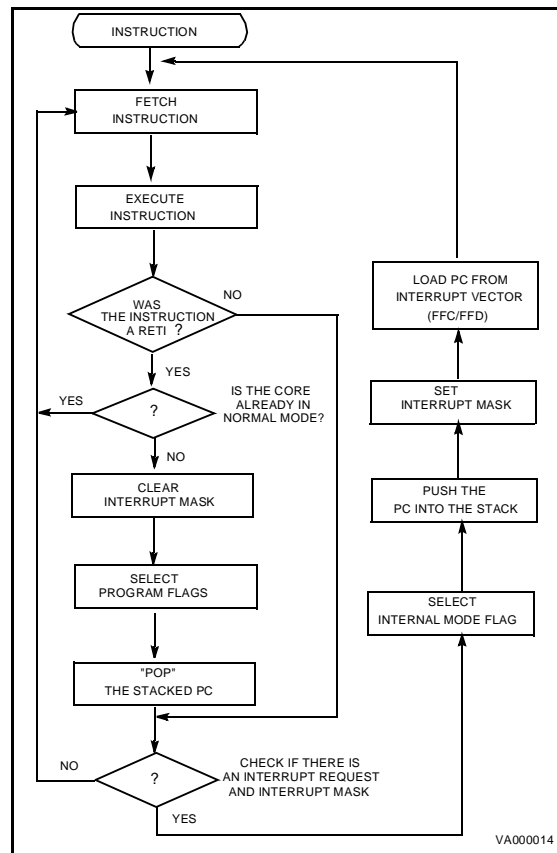 INSTRUCTION
FETCH
INSTRUCTION
EXECUTE
INSTRUCTION
WAS
THE INSTRUCTION
A RETI ?
NO
YES
?
IS THE CORE
ALREADY IN
NORMAL MODE?
YES
NO
CLEAR
INTERRUPT MASK
SELECT
PROGRAM FLAGS
"POP"
THE STACKED PC
?
CHECK IF THERE IS
AN INTERRUPT REQUEST
AND INTERRUPT MASK
NO
YES
SELECT
INTERNAL MODE FLAG
PUSH THE
PC INTO THE STACK
SET
INTERRUPT MASK
LOAD PC FROM
INTERRUPT VECTOR
(FFC/FFD)
VA000014